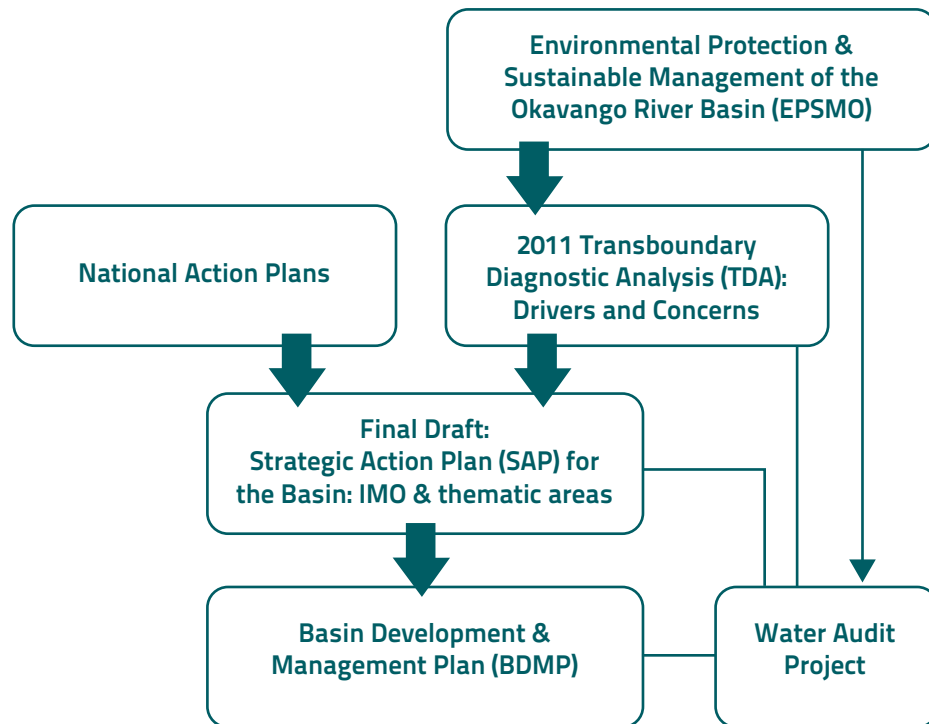 Environmental Protection &
Sustainable Management of the
Okavango River Basin (EPSMO)
National Action Plans
2011 Transboundary
Diagnostic Analysis (TDA):
Drivers and Concerns
Final Draft:
Strategic Action Plan (SAP) for
the Basin: IMO & thematic areas
Basin Development &
Management Plan (BDMP)
Water Audit
Project